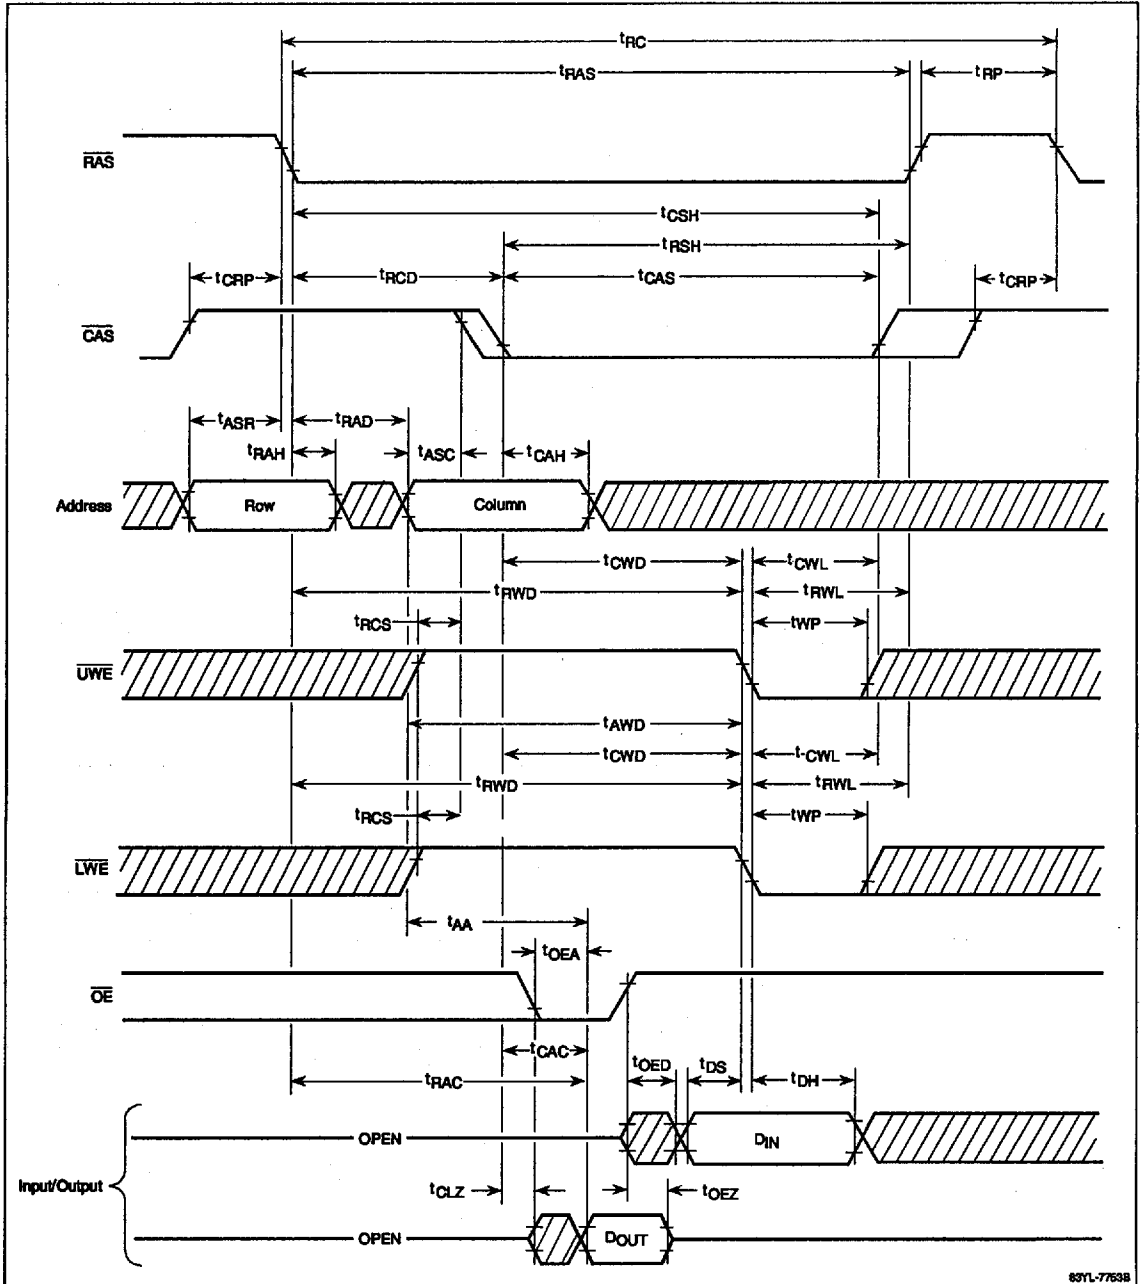 tRC
tRAS
tRP
RAS
tCSH
tRSH
tCRP
tRCD
tCAS
tCRP
CAS
tASR
tRAD
tRAH
tASC
tCAH
Address
Row
Column
tCWD
tCWL
tRWD
tRWL
tRCS
tWP
UWE
tAWD
tCWD
t-CWL
tRWD
tRWL
tRCS
tWP
LWE
tAA
tOEA
OE
tCAC
tOED
tDS
tRAC
tDH
OPEN
DIN
Input/Output
tCLZ
tOEZ
OPEN
DOUT
83YL-7753B